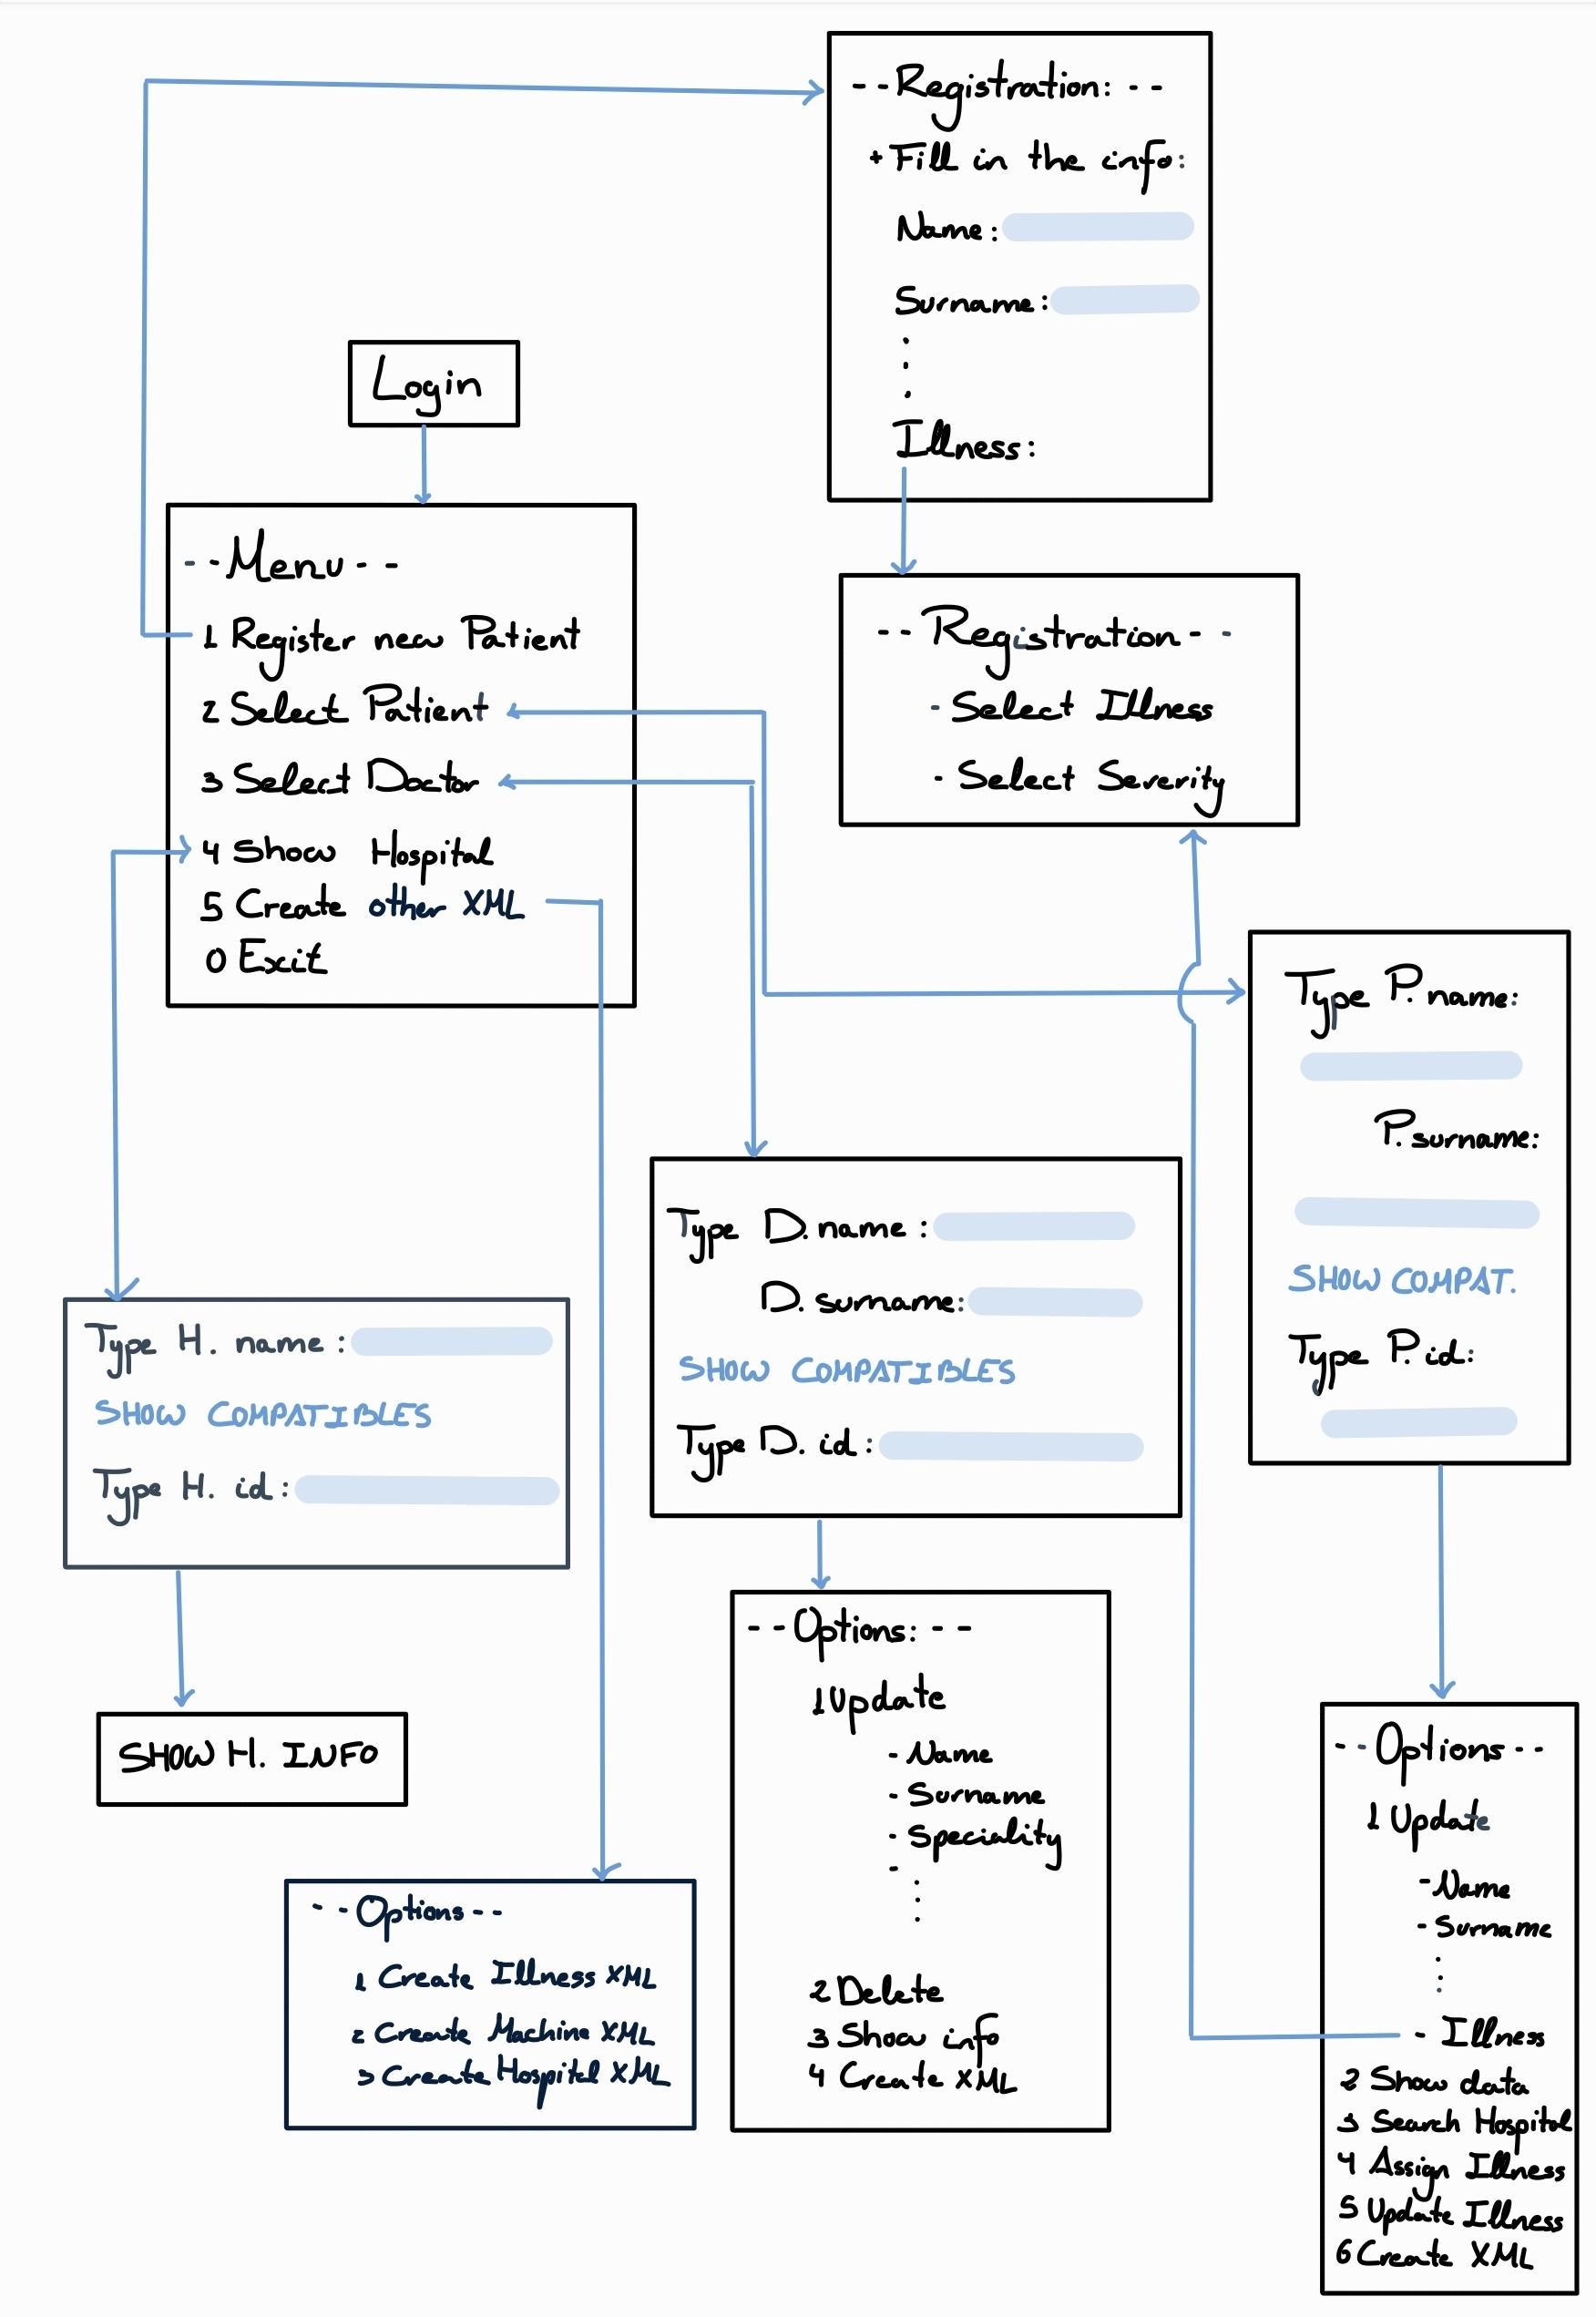 -- Registration: --
+ Fill in the info:
Name:
Surname:
.
.
.
Illness:
Login
-- Menu --
1 Register new Patient
2 Select Patient
3 Select Doctor
4 Show Hospital
5 Create other XML
0 Exit
-- Registration --
- Select Illness
- Select Severity
Type P. name:
P. surname:
SHOW COMPAT.
Type P. id:
Type D. name:
D. surname:
SHOW COMPATIBLES
Type D. id:
Type H. name:
SHOW COMPATIBLES
Type H. id:
SHOW H. INFO
-- Options: --
1 Update
- Name
- Surname
- Speciality
-
.
.
.
2 Delete
3 Show info
4 Create XML
-- Options --
1 Create Illness XML
2 Create Machine XML
3 Create Hospital XML
-- Options --
1 Update
- Name
- Surname
.
.
.
- Illness
2 Show data
3 Search Hospital
4 Assign Illness
5 Update Illness
6 Create XML